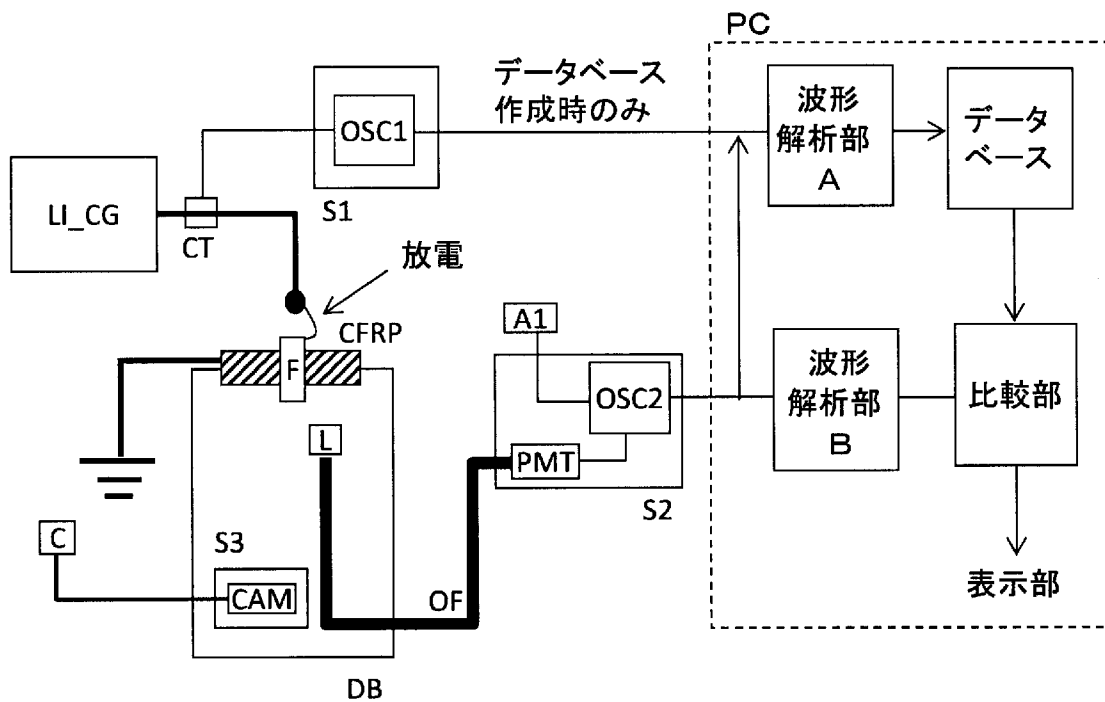 PC
データベース
作成時のみ
OSC1
S1
波形
解析部
A
データ
ベース
LI_CG
CT
放電
CFRP
F
A1
OSC2
PMT
S2
波形
解析部
B
比較部
L
C
S3
CAM
OF
DB
表示部